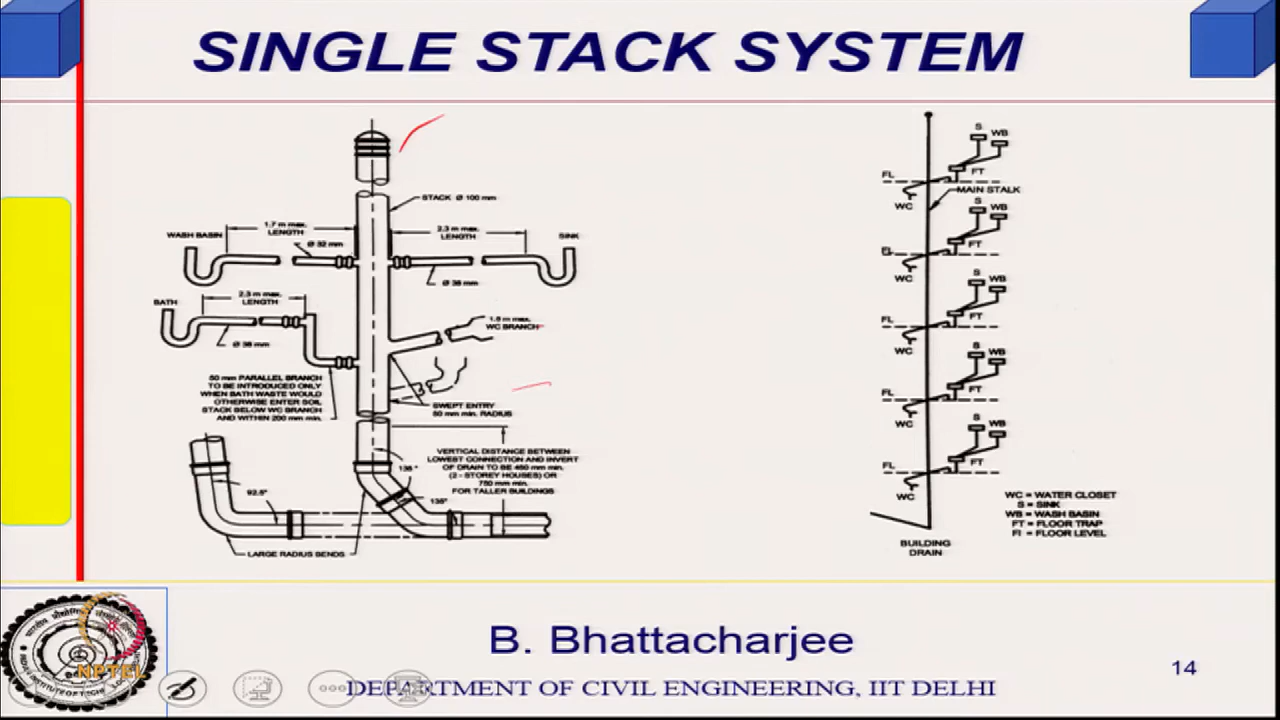 SINGLE STACK SYSTEM
STACK Ø 100 mm
1.7 m max.
LENGTH
2.3 m max.
LENGTH
WASH BASIN
Ø 32 mm
SINK
Ø 38 mm
2.3 m max.
LENGTH
BATH
Ø 38 mm
1.5 m max.
WC BRANCH
50 mm PARALLEL BRANCH
TO BE INTRODUCED ONLY
WHEN BATH WASTE WOULD
OTHERWISE ENTER SOIL
STACK BELOW WC BRANCH
AND WITHIN 200 mm min.
SWEPT ENTRY
50 mm min. RADIUS
VERTICAL DISTANCE BETWEEN
LOWEST CONNECTION AND INVERT
OF DRAIN TO BE 450 mm min.
(2 - STOREY HOUSES) OR
750 mm min.
FOR TALLER BUILDINGS
135°
135°
92.5°
LARGE RADIUS BENDS
S WB
FL FT
WC
MAIN STALK
S WB
FL FT
WC
S WB
FL FT
WC
S WB
FL FT
WC
S WB
FL FT
WC
BUILDING
DRAIN
WC = WATER CLOSET
S = SINK
WB = WASH BASIN
FT = FLOOR TRAP
Fl = FLOOR LEVEL
NPTEL
B. Bhattacharjee
DEPARTMENT OF CIVIL ENGINEERING, IIT DELHI
14